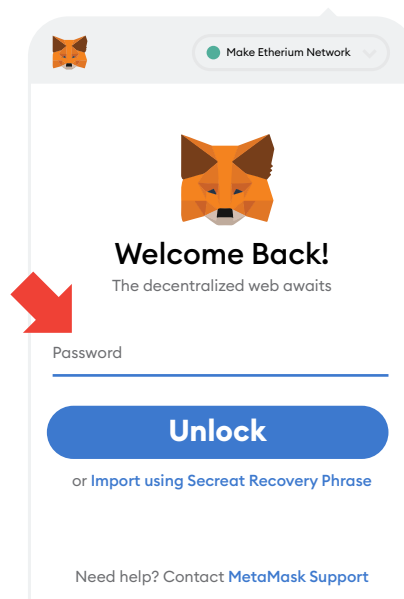 Make Etherium Network
Welcome Back!
The decentralized web awaits
Password
Unlock
or Import using Secreat Recovery Phrase
Need help? Contact MetaMask Support